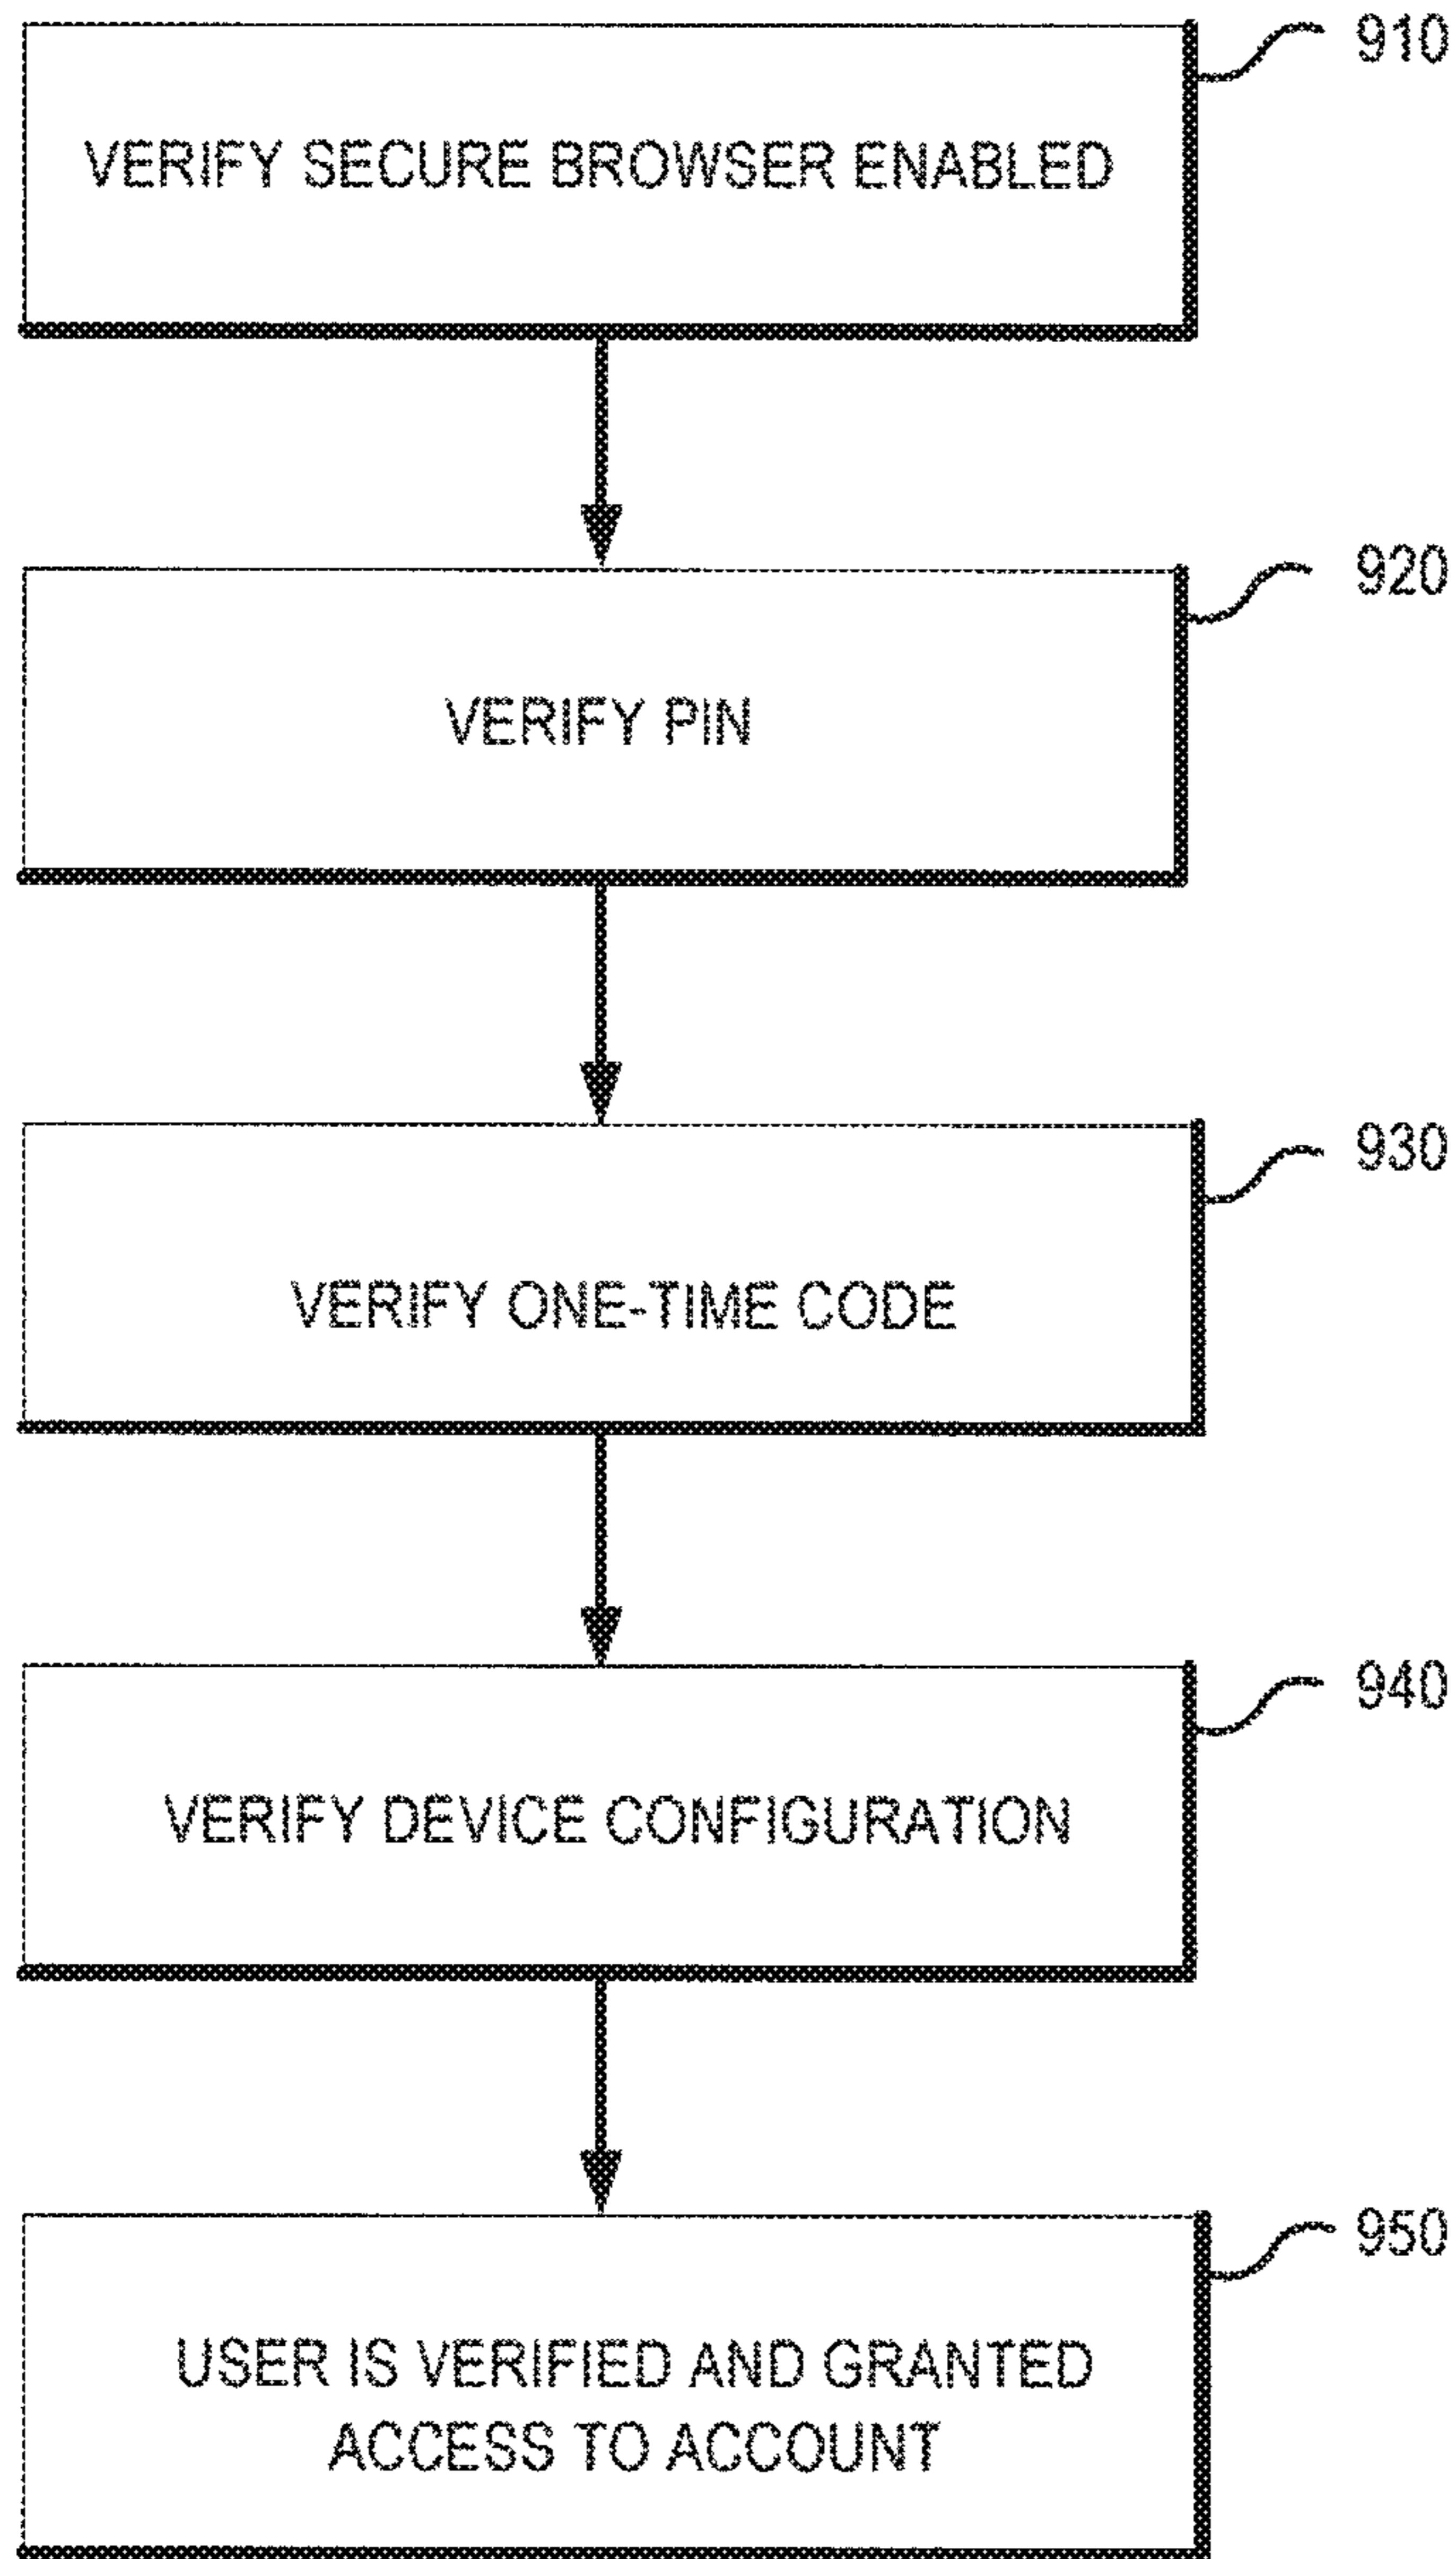 910
VERIFY SECURE BROWSER ENABLED
920
VERIFY PIN
930
VERIFY ONE-TIME CODE
940
VERIFY DEVICE CONFIGURATION
950
USER IS VERIFIED AND GRANTED
ACCESS TO ACCOUNT